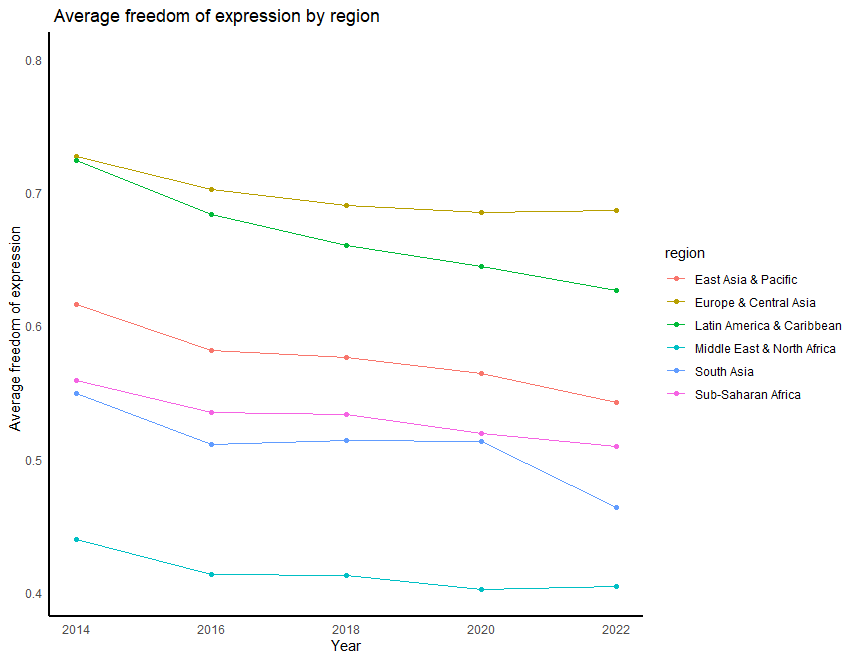 Average freedom of expression by region
0.8
0.7
0.6
0.5
0.4
Average freedom of expression
2014 2016 2018 2020 2022
Year
region
East Asia & Pacific
Europe & Central Asia
Latin America & Caribbean
Middle East & North Africa
South Asia
Sub-Saharan Africa